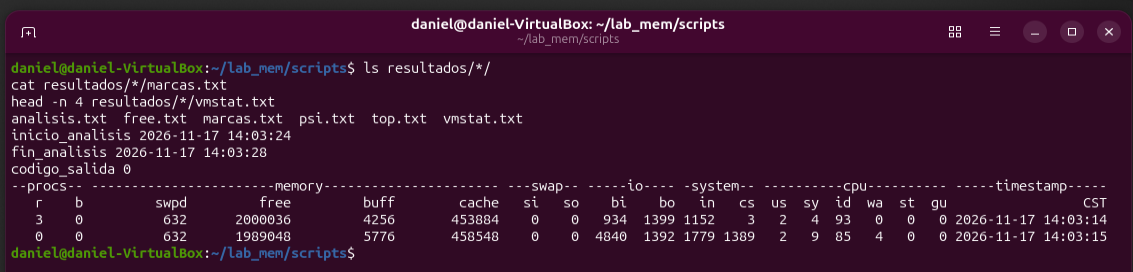 daniel@daniel-VirtualBox: ~/lab_mem/scripts
~/lab_mem/scripts
daniel@daniel-VirtualBox:~/lab_mem/scripts$ ls resultados/*/
cat resultados/*/marcas.txt
head -n 4 resultados/*/vmstat.txt
analisis.txt  free.txt  marcas.txt  psi.txt  top.txt  vmstat.txt
inicio_analisis 2026-11-17 14:03:24
fin_analisis 2026-11-17 14:03:28
codigo_salida 0
--procs-- -----------------------memory---------------------- ---swap-- -----io---- -system-- ----------cpu---------- -----timestamp-----
   r    b         swpd         free         buff        cache   si   so    bi    bo   in   cs  us  sy  id  wa  st  gu                 CST
   3    0          632      2000036         4256       453884    0    0   934  1399 1152    3   2   4  93   0   0   0 2026-11-17 14:03:14
   0    0          632      1989048         5776       458548    0    0  4840  1392 1779 1389   2   9  85   4   0   0 2026-11-17 14:03:15
daniel@daniel-VirtualBox:~/lab_mem/scripts$